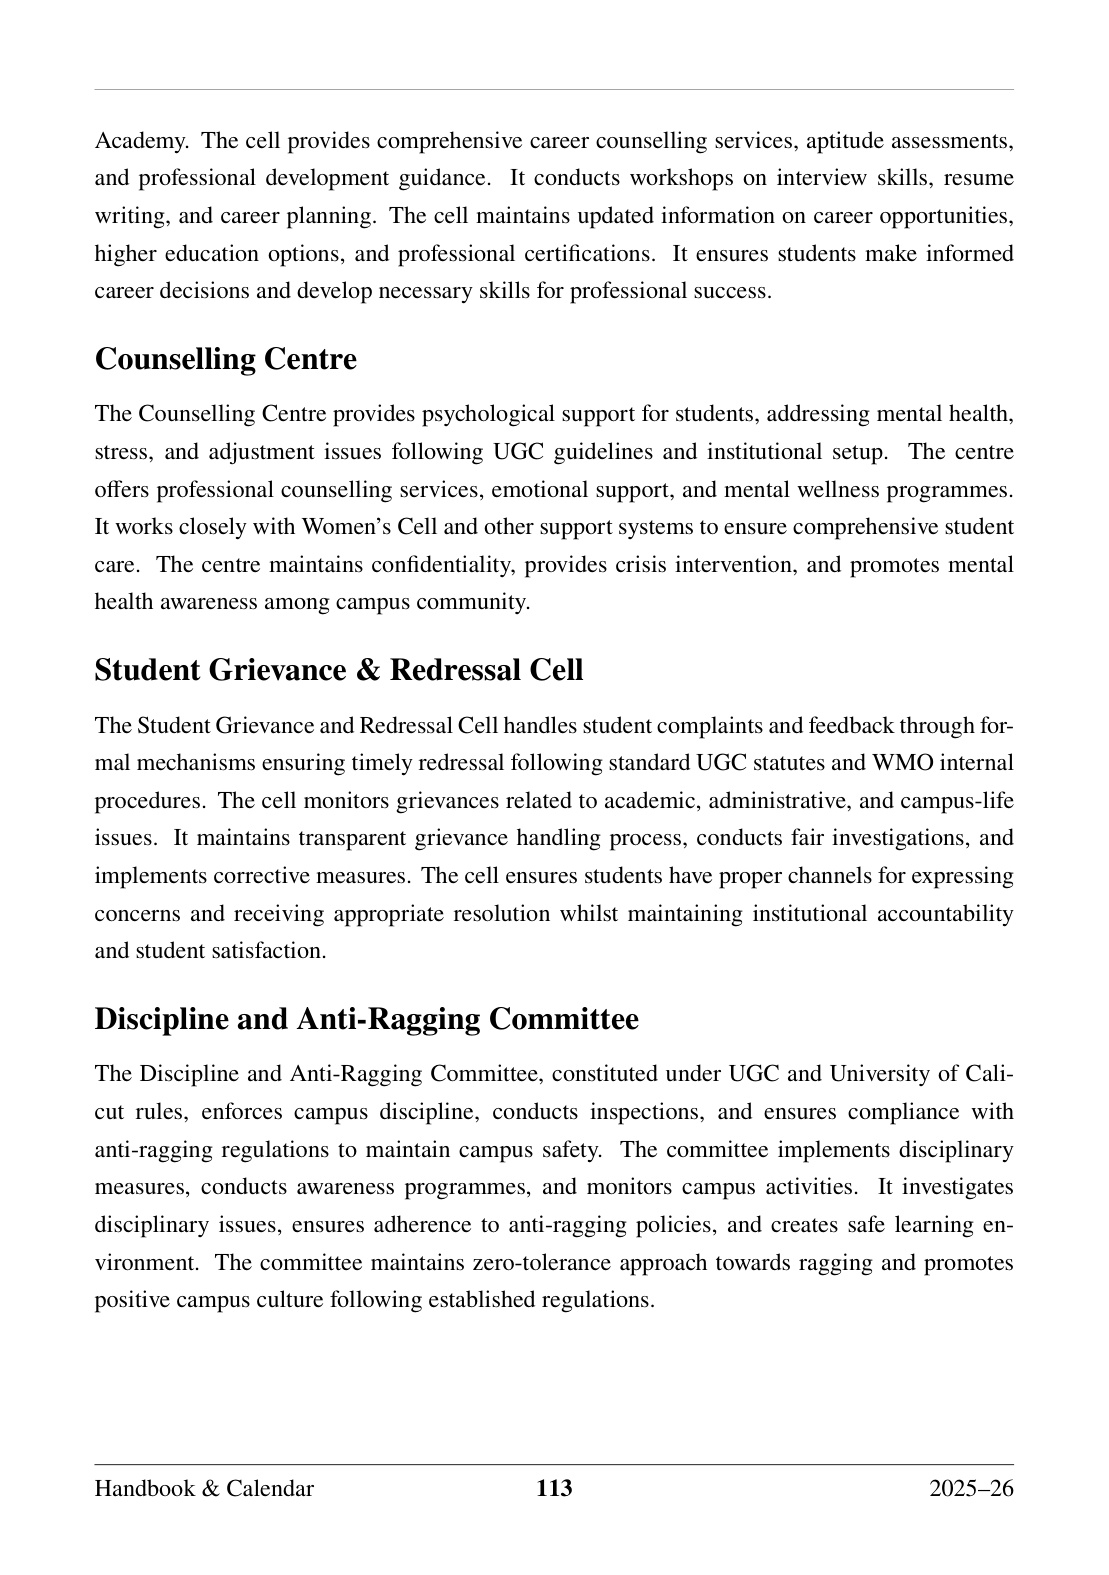 Academy. The cell provides comprehensive career counselling services, aptitude assessments,
and professional development guidance. It conducts workshops on interview skills, resume
writing, and career planning. The cell maintains updated information on career opportunities,
higher education options, and professional certifications. It ensures students make informed
career decisions and develop necessary skills for professional success.
Counselling Centre
The Counselling Centre provides psychological support for students, addressing mental health,
stress, and adjustment issues following UGC guidelines and institutional setup. The centre
offers professional counselling services, emotional support, and mental wellness programmes.
It works closely with Women's Cell and other support systems to ensure comprehensive student
care. The centre maintains confidentiality, provides crisis intervention, and promotes mental
health awareness among campus community.
Student Grievance & Redressal Cell
The Student Grievance and Redressal Cell handles student complaints and feedback through for-
mal mechanisms ensuring timely redressal following standard UGC statutes and WMO internal
procedures. The cell monitors grievances related to academic, administrative, and campus-life
issues. It maintains transparent grievance handling process, conducts fair investigations, and
implements corrective measures. The cell ensures students have proper channels for expressing
concerns and receiving appropriate resolution whilst maintaining institutional accountability
and student satisfaction.
Discipline and Anti-Ragging Committee
The Discipline and Anti-Ragging Committee, constituted under UGC and University of Cali-
cut rules, enforces campus discipline, conducts inspections, and ensures compliance with
anti-ragging regulations to maintain campus safety. The committee implements disciplinary
measures, conducts awareness programmes, and monitors campus activities. It investigates
disciplinary issues, ensures adherence to anti-ragging policies, and creates safe learning en-
vironment. The committee maintains zero-tolerance approach towards ragging and promotes
positive campus culture following established regulations.
Handbook & Calendar 113 2025–26